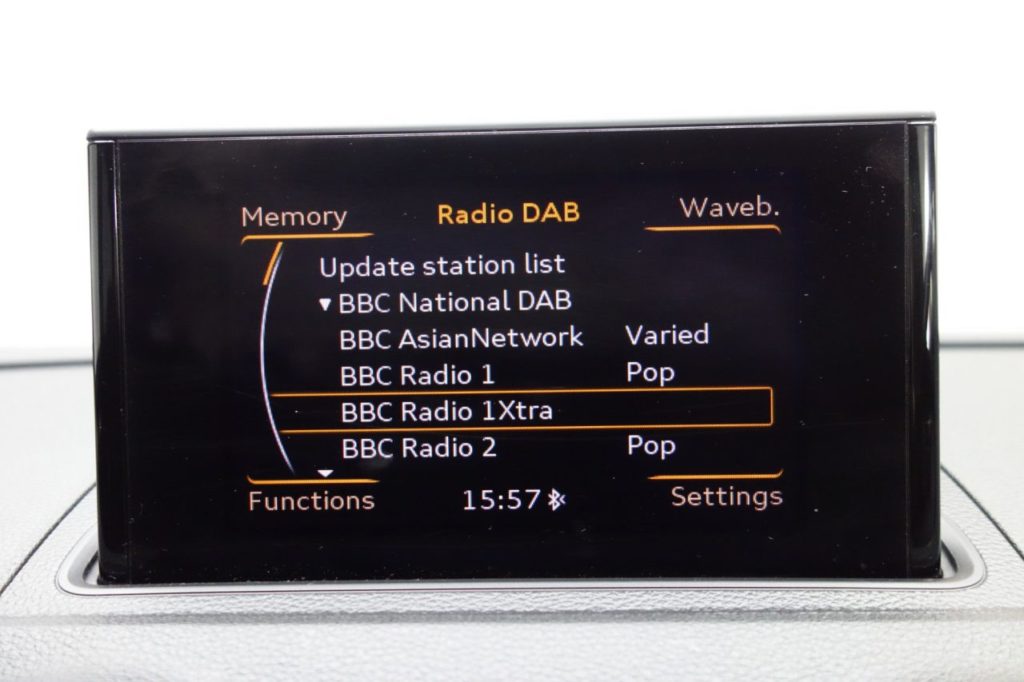 Memory Radio DAB Waveb.
Update station list
▼ BBC National DAB
BBC AsianNetwork Varied
BBC Radio 1 Pop
BBC Radio 1Xtra
BBC Radio 2 Pop
Functions 15:57 Settings